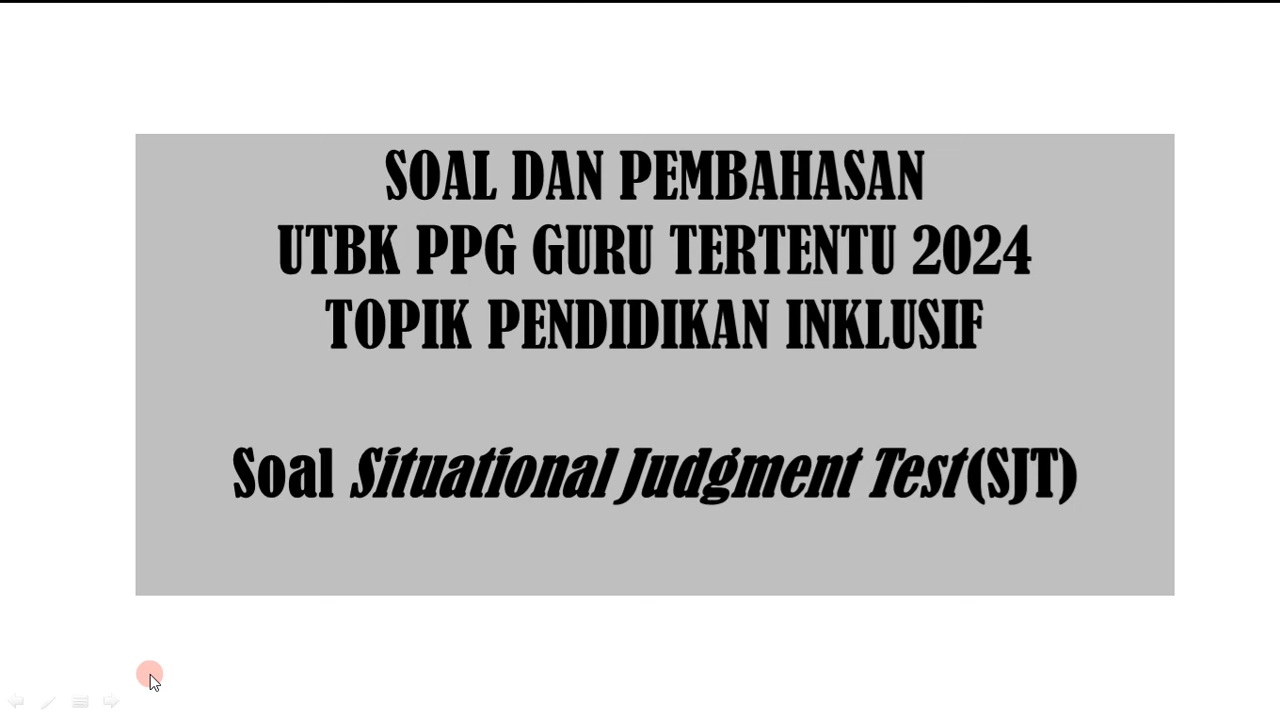 SOAL DAN PEMBAHASAN
UTBK PPG GURU TERTENTU 2024
TOPIK PENDIDIKAN INKLUSIF
Soal Situational Judgment Test(SJT)